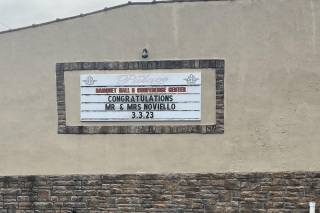 BANQUET HALL & CONFERENCE CENTER
CONGRATULATIONS
MR & MRS NOVIELLO
3.3.23